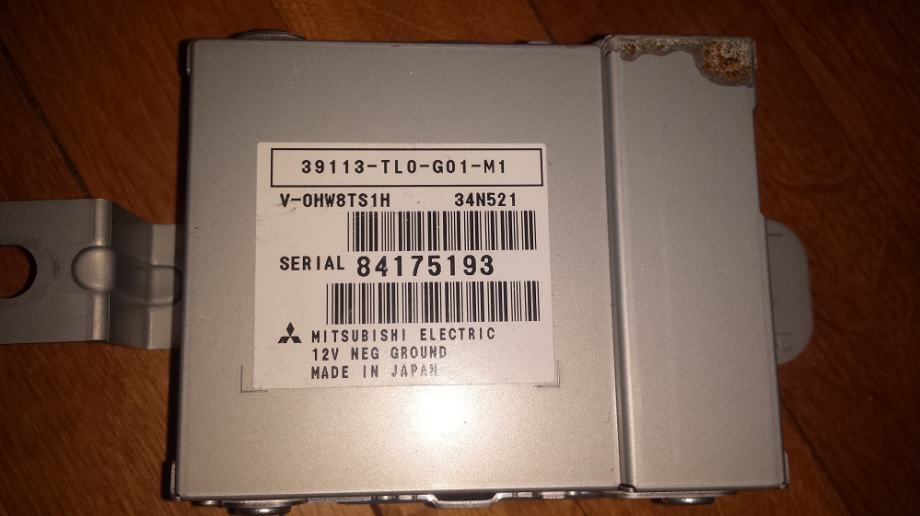 39113-TL0-G01-M1
V-0HW8TS1H 34N521
SERIAL 84175193
MITSUBISHI ELECTRIC
12V NEG GROUND
MADE IN JAPAN